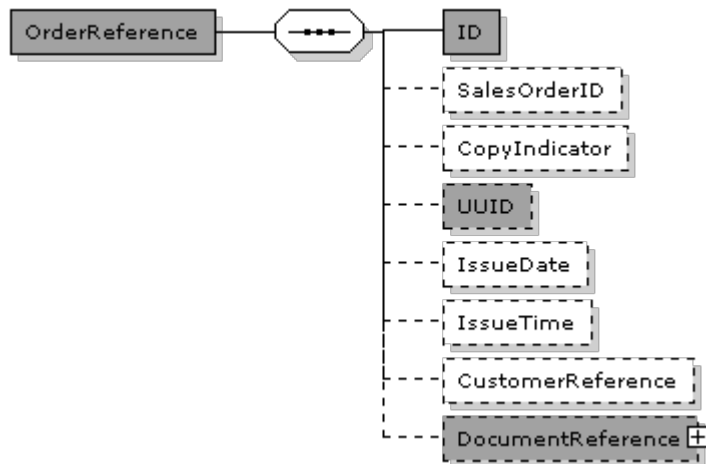 OrderReference
ID
SalesOrderID
CopyIndicator
UUID
IssueDate
IssueTime
CustomerReference
DocumentReference